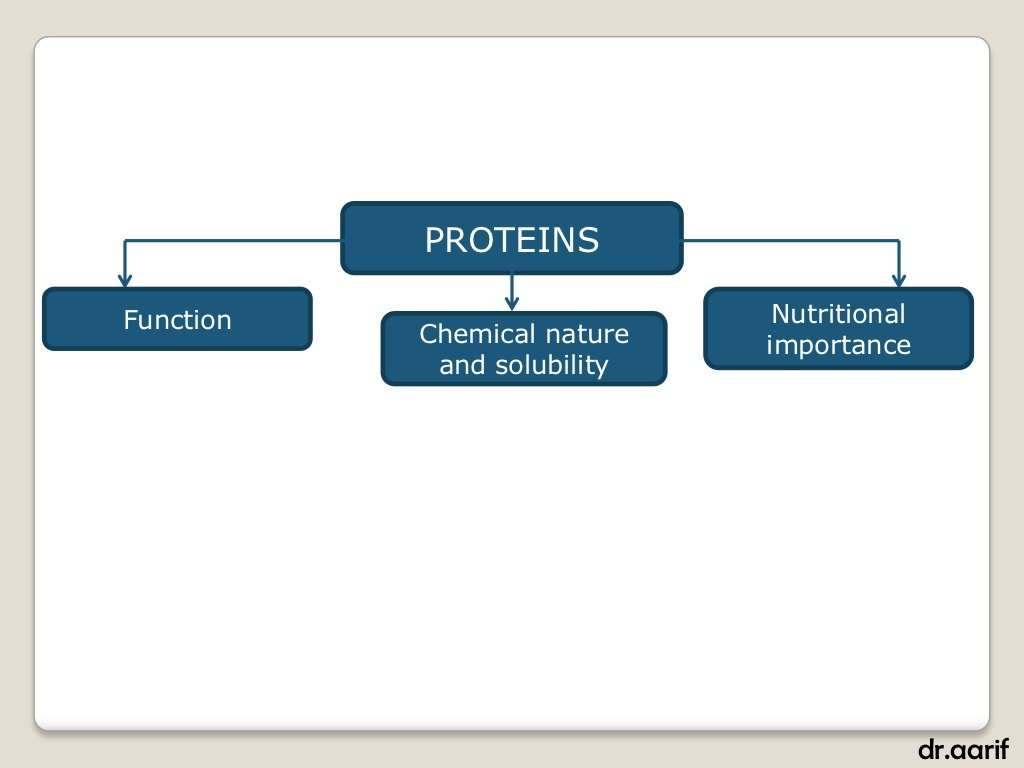 PROTEINS
Function
Chemical nature
and solubility
Nutritional
importance
dr.aarif